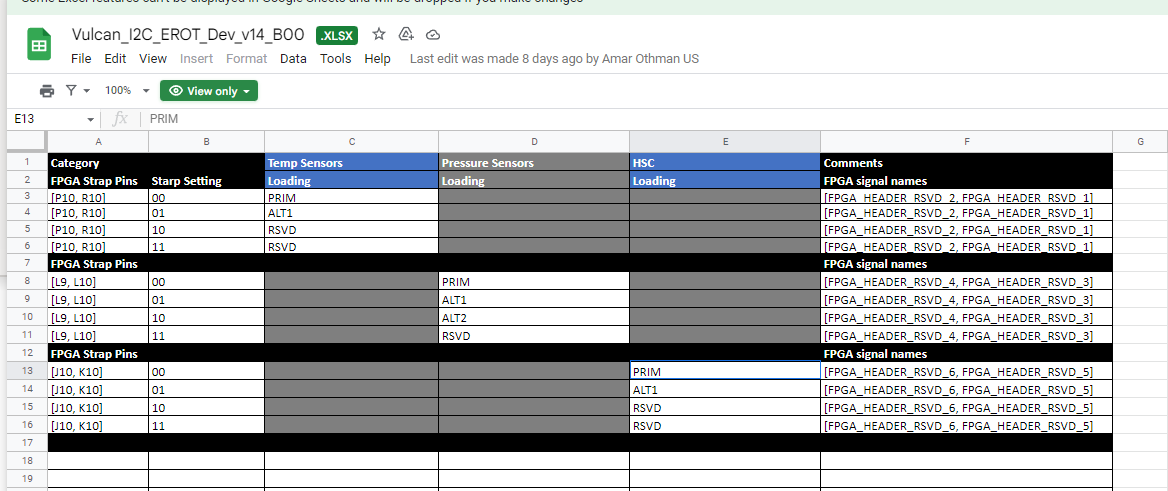 Some Excel features can't be displayed in Google Sheets and will be dropped if you make changes
Vulcan_I2C_EROT_Dev_v14_B00 .XLSX
File Edit View Insert Format Data Tools Help Last edit was made 8 days ago by Amar Othman US
100% View only
E13 fx PRIM
A B C D E F G
1 Category Temp Sensors Pressure Sensors HSC Comments
2 FPGA Strap Pins Starp Setting Loading Loading Loading FPGA signal names
3 [P10, R10] 00 PRIM [FPGA_HEADER_RSVD_2, FPGA_HEADER_RSVD_1]
4 [P10, R10] 01 ALT1 [FPGA_HEADER_RSVD_2, FPGA_HEADER_RSVD_1]
5 [P10, R10] 10 RSVD [FPGA_HEADER_RSVD_2, FPGA_HEADER_RSVD_1]
6 [P10, R10] 11 RSVD [FPGA_HEADER_RSVD_2, FPGA_HEADER_RSVD_1]
7 FPGA Strap Pins FPGA signal names
8 [L9, L10] 00 PRIM [FPGA_HEADER_RSVD_4, FPGA_HEADER_RSVD_3]
9 [L9, L10] 01 ALT1 [FPGA_HEADER_RSVD_4, FPGA_HEADER_RSVD_3]
10 [L9, L10] 10 ALT2 [FPGA_HEADER_RSVD_4, FPGA_HEADER_RSVD_3]
11 [L9, L10] 11 RSVD [FPGA_HEADER_RSVD_4, FPGA_HEADER_RSVD_3]
12 FPGA Strap Pins FPGA signal names
13 [J10, K10] 00 PRIM [FPGA_HEADER_RSVD_6, FPGA_HEADER_RSVD_5]
14 [J10, K10] 01 ALT1 [FPGA_HEADER_RSVD_6, FPGA_HEADER_RSVD_5]
15 [J10, K10] 10 RSVD [FPGA_HEADER_RSVD_6, FPGA_HEADER_RSVD_5]
16 [J10, K10] 11 RSVD [FPGA_HEADER_RSVD_6, FPGA_HEADER_RSVD_5]
17
18
19